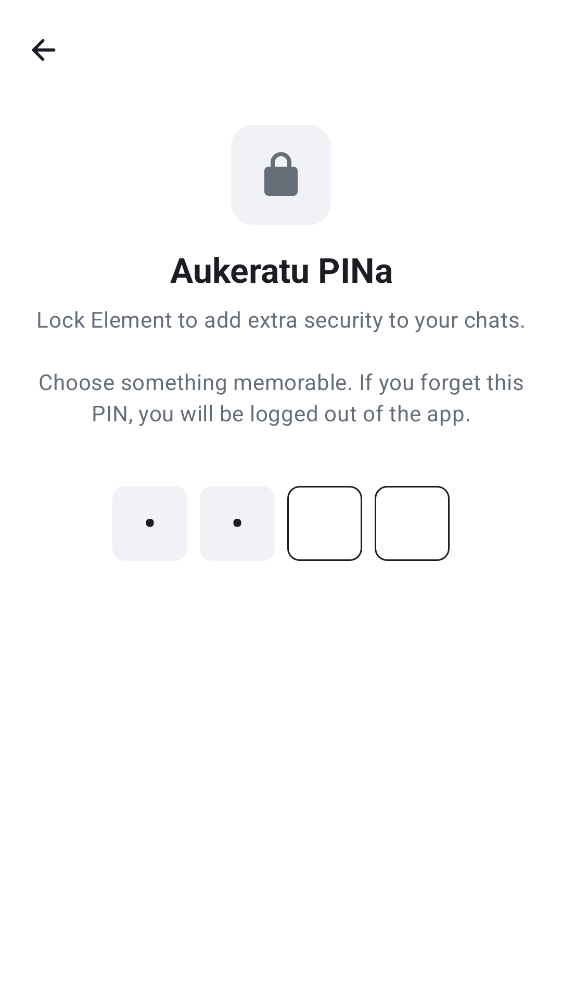 Aukeratu PINa
Lock Element to add extra security to your chats.
Choose something memorable. If you forget this
PIN, you will be logged out of the app.